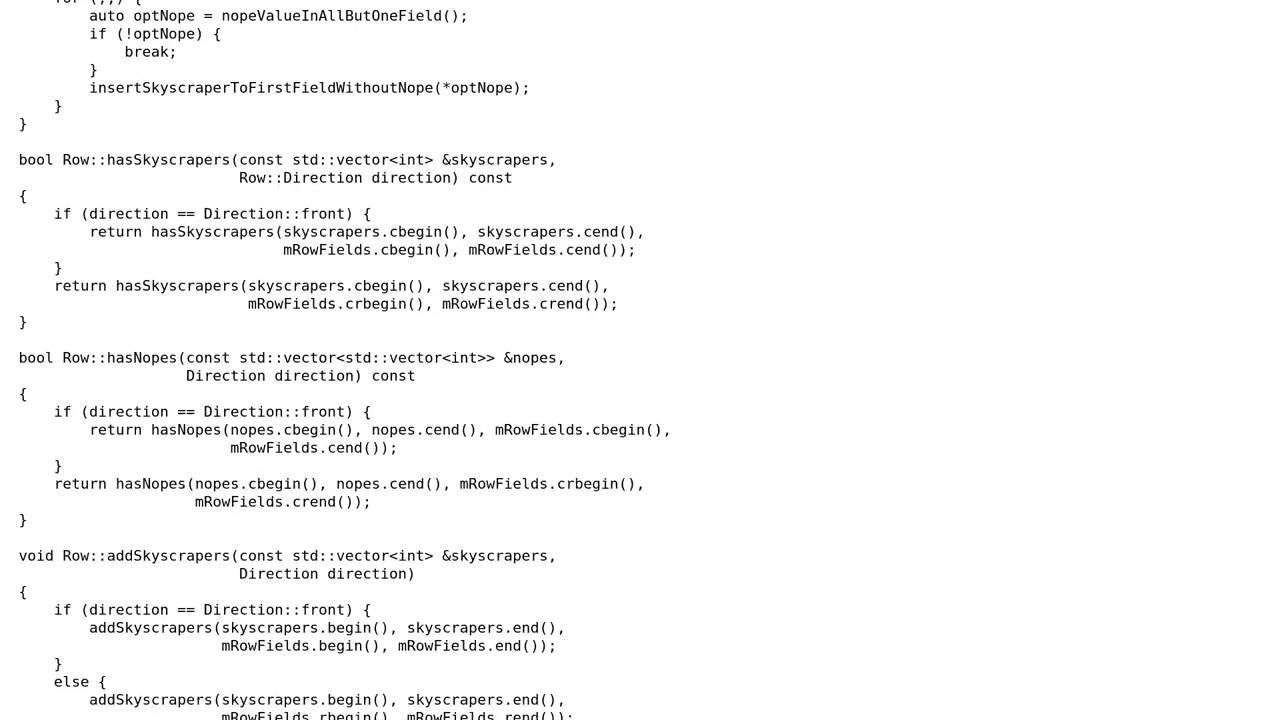 for (;;) {
auto optNope = nopeValueInAllButOneField();
if (!optNope) {
break;
}
insertSkyscraperToFirstFieldWithoutNope(*optNope);
}
}
bool Row::hasSkyscrapers(const std::vector<int> &skyscrapers,
Row::Direction direction) const
{
if (direction == Direction::front) {
return hasSkyscrapers(skyscrapers.cbegin(), skyscrapers.cend(),
mRowFields.cbegin(), mRowFields.cend());
}
return hasSkyscrapers(skyscrapers.cbegin(), skyscrapers.cend(),
mRowFields.crbegin(), mRowFields.crend());
}
bool Row::hasNopes(const std::vector<std::vector<int>> &nopes,
Direction direction) const
{
if (direction == Direction::front) {
return hasNopes(nopes.cbegin(), nopes.cend(), mRowFields.cbegin(),
mRowFields.cend());
}
return hasNopes(nopes.cbegin(), nopes.cend(), mRowFields.crbegin(),
mRowFields.crend());
}
void Row::addSkyscrapers(const std::vector<int> &skyscrapers,
Direction direction)
{
if (direction == Direction::front) {
addSkyscrapers(skyscrapers.begin(), skyscrapers.end(),
mRowFields.begin(), mRowFields.end());
}
else {
addSkyscrapers(skyscrapers.begin(), skyscrapers.end(),
mRowFields.rbegin(), mRowFields.rend());